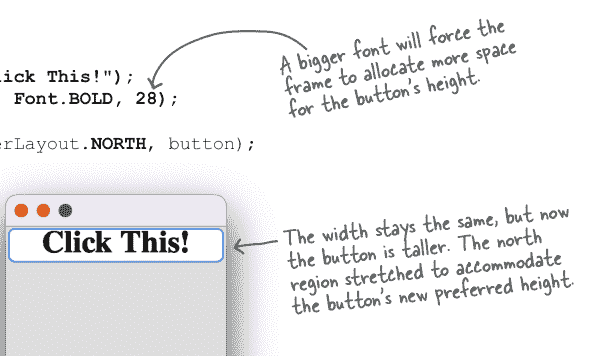 A bigger font will force the
frame to allocate more space
for the button's height.
ick This!");
Font.BOLD, 28);
erLayout.NORTH, button);
Click This!
The width stays the same, but now
the button is taller. The north
region stretched to accommodate
the button's new preferred height.